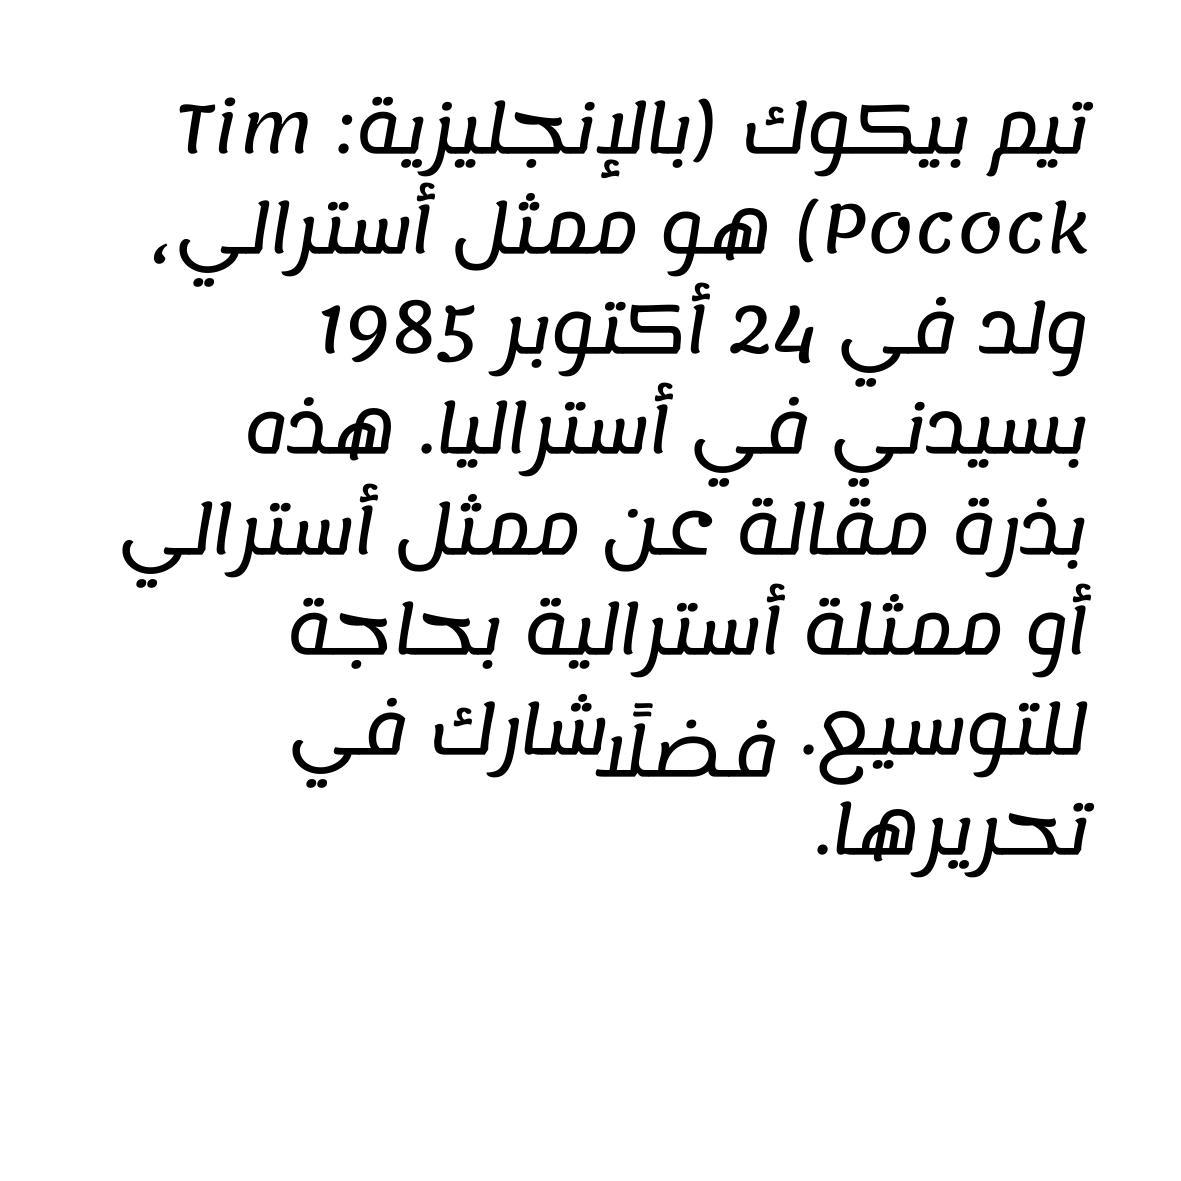 تيم بيكوك (بالإنجليزية: Tim
Pocock) هو ممثل أسترالي،
ولد في 24 أكتوبر 1985
بسيدني في أستراليا. هذه
بذرة مقالة عن ممثل أسترالي
أو ممثلة أسترالية بحاجة
للتوسيع. فضلًا شارك في
تحريرها.